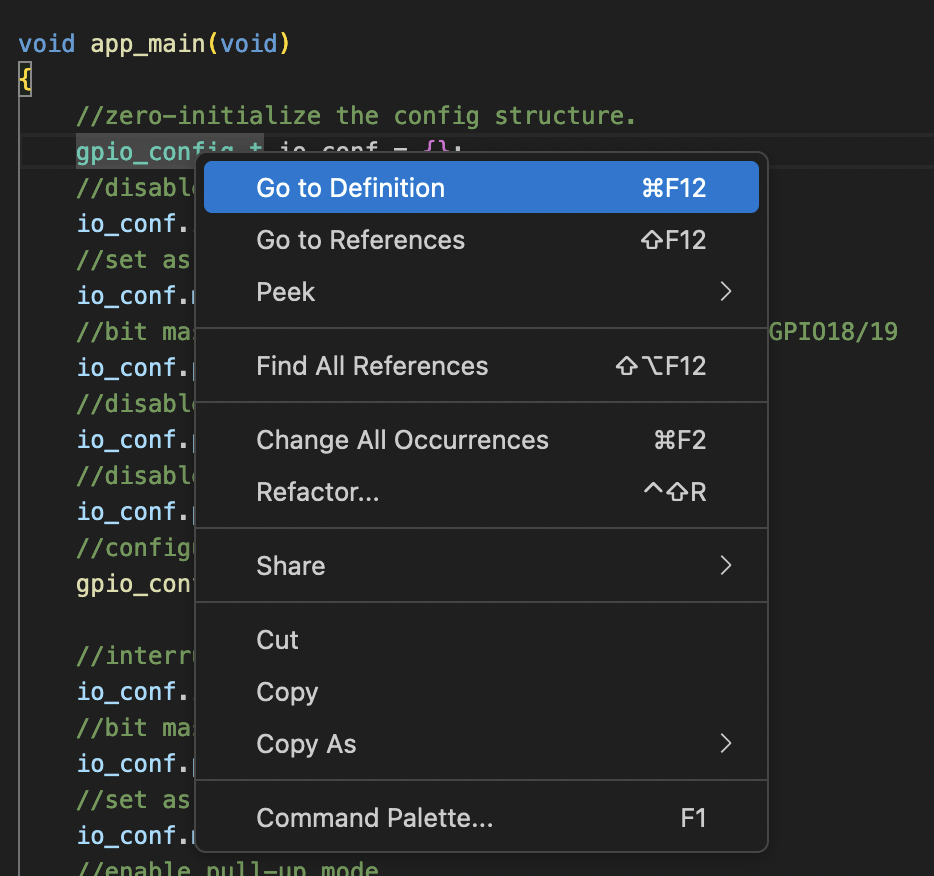 void app_main(void)
{
//zero-initialize the config structure.
gpio_config_t io_conf = {};
//disabl
io_conf.
//set as
io_conf.
//bit ma GPIO18/19
io_conf.
//disabl
io_conf.
//disabl
io_conf.
//config
gpio_con
//interr
io_conf.
//bit ma
io_conf.
//set as
io_conf.
//enable pull-up mode
Go to Definition ⌘F12
Go to References ⇧F12
Peek
Find All References ⇧⌥F12
Change All Occurrences ⌘F2
Refactor... ^⇧R
Share
Cut
Copy
Copy As
Command Palette... F1